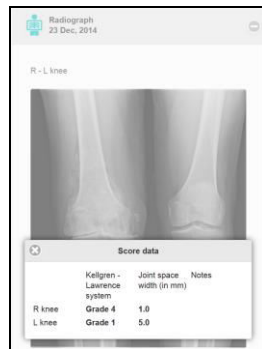 Radiograph
23 Dec, 2014
R - L knee
Score data
Kellgren - Lawrence system Joint space width (in mm) Notes
R knee Grade 4 1.0
L knee Grade 1 5.0